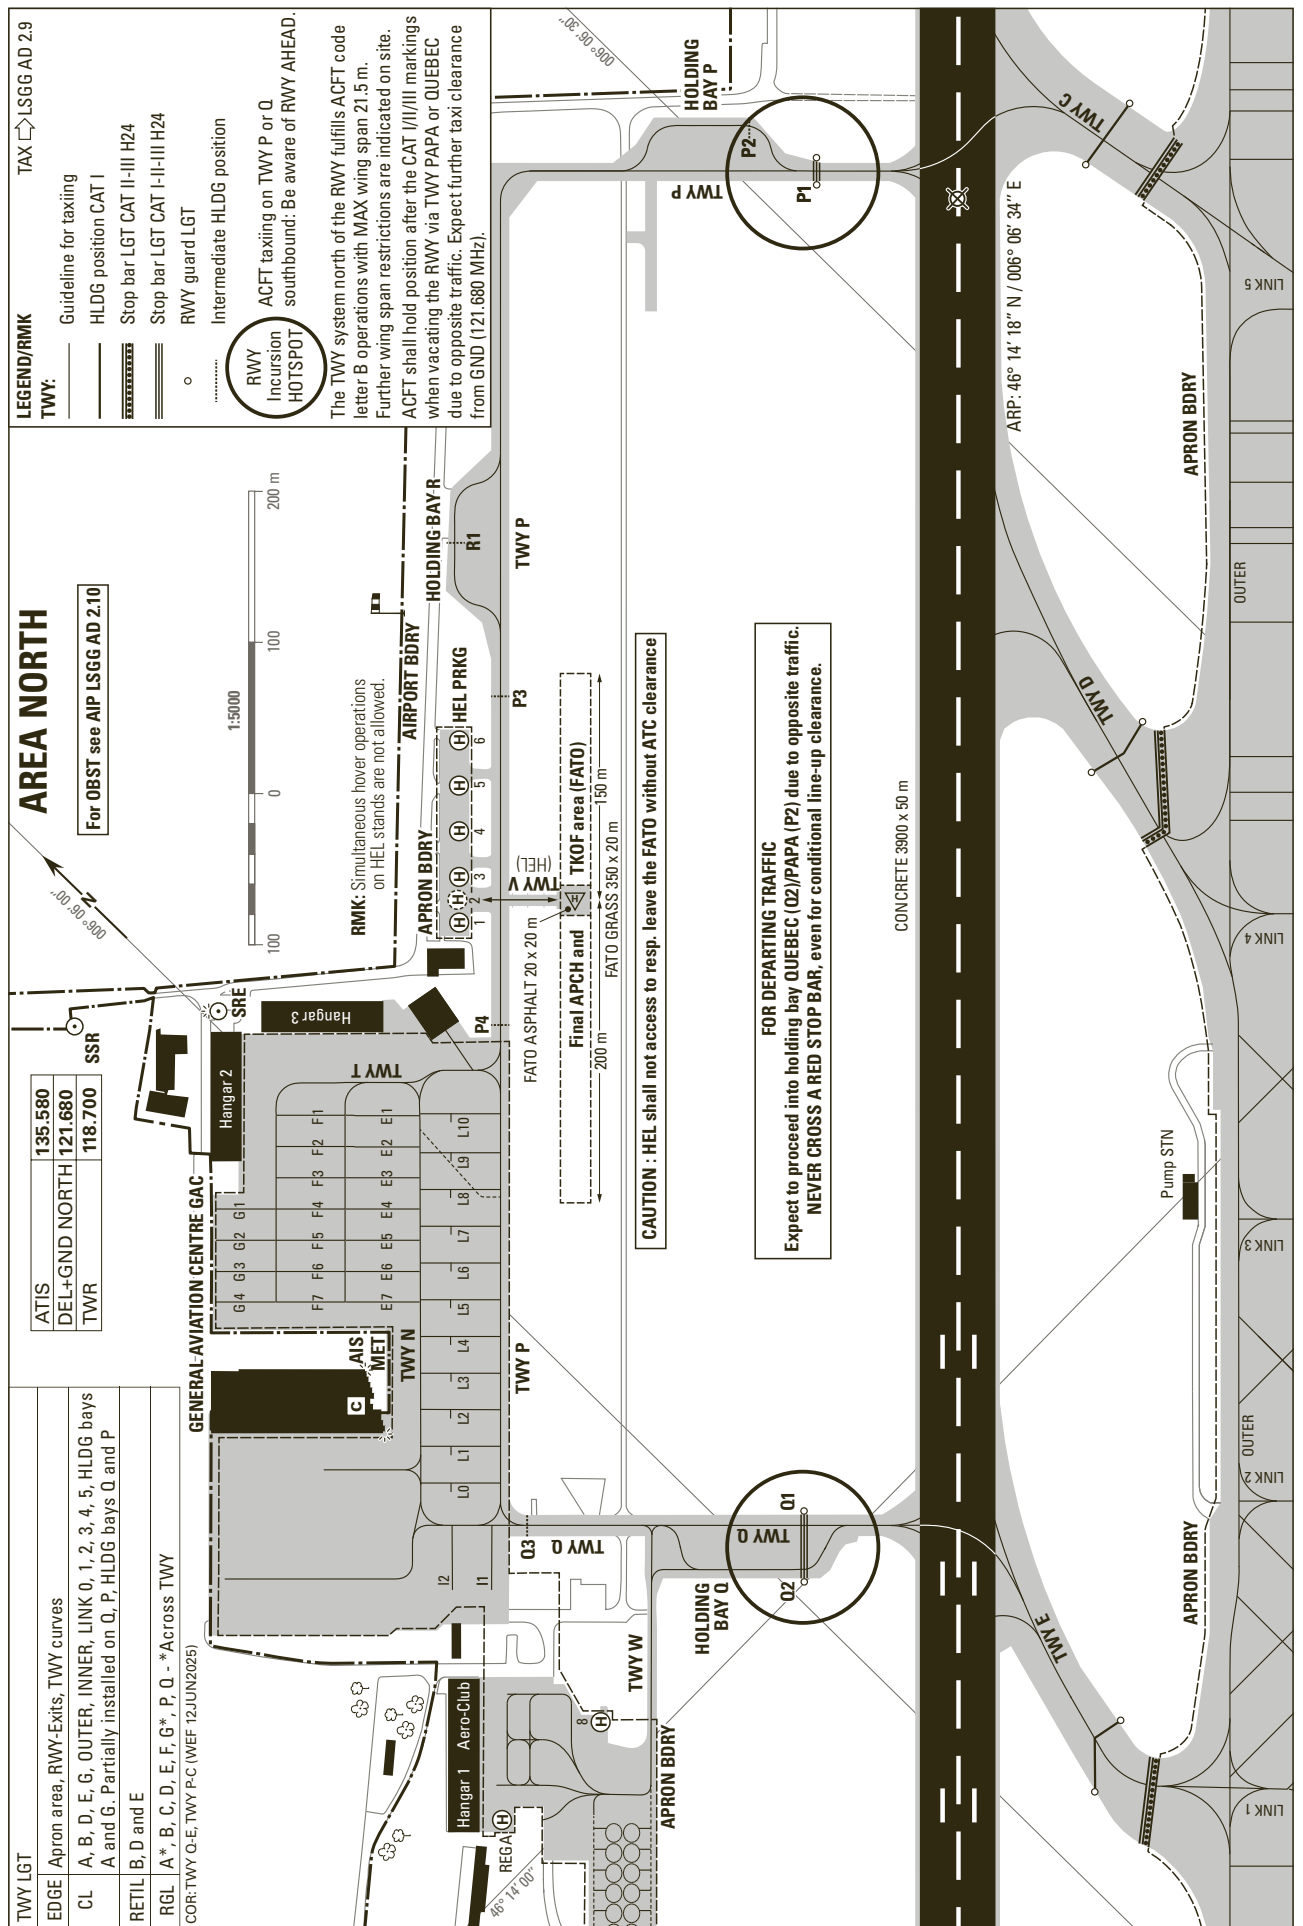 TWY LGT
EDGE Apron area, RWY-Exits, TWY curves
CL A, B, D, E, G, OUTER, INNER, LINK 0, 1, 2, 3, 4, 5, HLDG bays
A and G. Partially installed on Q, P, HLDG bays Q and P
RETIL B, D and E
RGL A*, B, C, D, E, F, G*, P, Q - *Across TWY
COR: TWY Q-E, TWY P-C (WEF 12JUN2025)
ATIS 135.580
DEL+GND NORTH 121.680
TWR 118.700
AREA NORTH
For OBST see AIP LSGG AD 2.10
1:5000
100 0 100 200 m
TAX ⇨ LSGG AD 2.9
LEGEND/RMK
TWY:
Guideline for taxiing
HLDG position CAT I
Stop bar LGT CAT II-III H24
Stop bar LGT CAT I-II-III H24
RWY guard LGT
Intermediate HLDG position
RWY
Incursion
HOTSPOT
ACFT taxiing on TWY P or Q
southbound: Be aware of RWY AHEAD.
The TWY system north of the RWY fulfills ACFT code
letter B operations with MAX wing span 21.5 m.
Further wing span restrictions are indicated on site.
ACFT shall hold position after the CAT I/II/III markings
when vacating the RWY via TWY PAPA or QUEBEC
due to opposite traffic. Expect further taxi clearance
from GND (121.680 MHz).
006° 06' 00''
N
006° 06' 30''
SSR
SRE
Hangar 2
Hangar 3
GENERAL AVIATION CENTRE GAC
G4 G3 G2 G1
F7 F6 F5 F4 F3 F2 F1
E7 E6 E5 E4 E3 E2 E1
TWY T
AIS
MET
C
TWY N
L0 L1 L2 L3 L4 L5 L6 L7 L8 L9 L10
P4
RMK: Simultaneous hover operations
on HEL stands are not allowed.
AIRPORT BDRY
APRON BDRY
HEL PRKG
H H H H H H
1 2 3 4 5 6
HOLDING BAY R
R1
TWY P
P3
TWY P
TWY V
(HEL)
FATO ASPHALT 20 x 20 m
H
Final APCH and TKOF area (FATO)
200 m 150 m
FATO GRASS 350 x 20 m
CAUTION : HEL shall not access to resp. leave the FATO without ATC clearance
FOR DEPARTING TRAFFIC
Expect to proceed into holding bay QUEBEC (Q2)/PAPA (P2) due to opposite traffic.
NEVER CROSS A RED STOP BAR, even for conditional line-up clearance.
HOLDING
BAY P
P2
P1
TWY P
I2
I1
Q3
TWY Q
TWY Q
Q1
Q2
HOLDING
BAY Q
TWY W
Hangar 1 Aero-Club
H
8
REGA
H
46° 14' 00''
APRON BDRY
CONCRETE 3900 x 50 m
ARP: 46° 14' 18'' N / 006° 06' 34'' E
TWY E
TWY D
TWY C
Pump STN
APRON BDRY
APRON BDRY
OUTER
OUTER
LINK 1
LINK 2
LINK 3
LINK 4
LINK 5